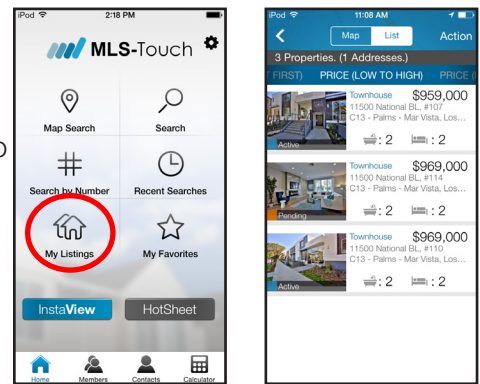 iPod 2:18 PM
MLS-Touch
Map Search Search
Search by Number Recent Searches
My Listings My Favorites
InstaView HotSheet
Home Members Contacts Calculator
iPod 11:08 AM
Map List Action
3 Properties. (1 Addresses.)
FIRST) PRICE (LOW TO HIGH) PRICE
Townhouse $959,000
11500 National BL, #107
C13 - Palms - Mar Vista, Los...
Active : 2 : 2
Townhouse $969,000
11500 National BL, #114
C13 - Palms - Mar Vista, Los...
Pending : 2 : 2
Townhouse $969,000
11500 National BL, #110
C13 - Palms - Mar Vista, Los...
Active : 2 : 2